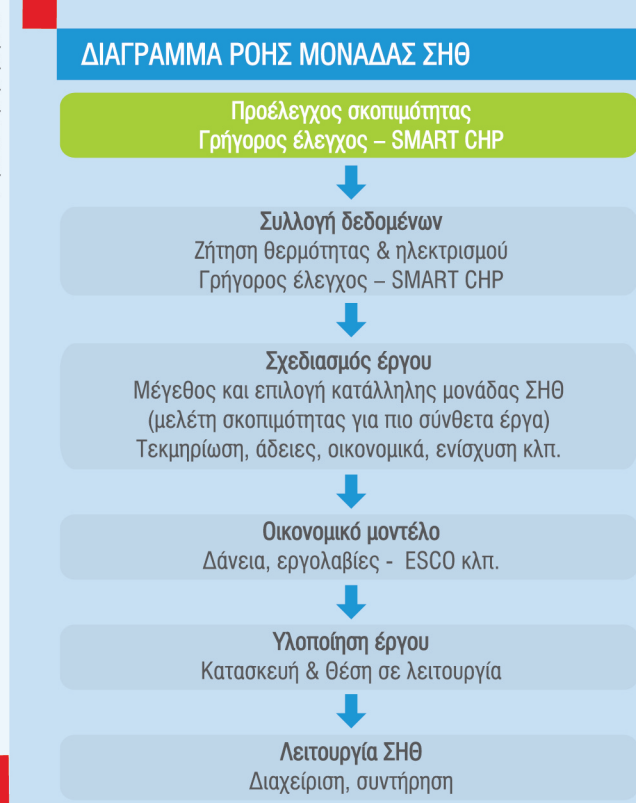 ΔΙΑΓΡΑΜΜΑ ΡΟΗΣ ΜΟΝΑΔΑΣ ΣΗΘ
Προέλεγχος σκοπιμότητας
Γρήγορος έλεγχος – SMART CHP
Συλλογή δεδομένων
Ζήτηση θερμότητας & ηλεκτρισμού
Γρήγορος έλεγχος – SMART CHP
Σχεδιασμός έργου
Μέγεθος και επιλογή κατάλληλης μονάδας ΣΗΘ
(μελέτη σκοπιμότητας για πιο σύνθετα έργα)
Τεκμηρίωση, άδειες, οικονομικά, ενίσχυση κλπ.
Οικονομικό μοντέλο
Δάνεια, εργολαβίες - ESCO κλπ.
Υλοποίηση έργου
Κατασκευή & Θέση σε λειτουργία
Λειτουργία ΣΗΘ
Διαχείριση, συντήρηση